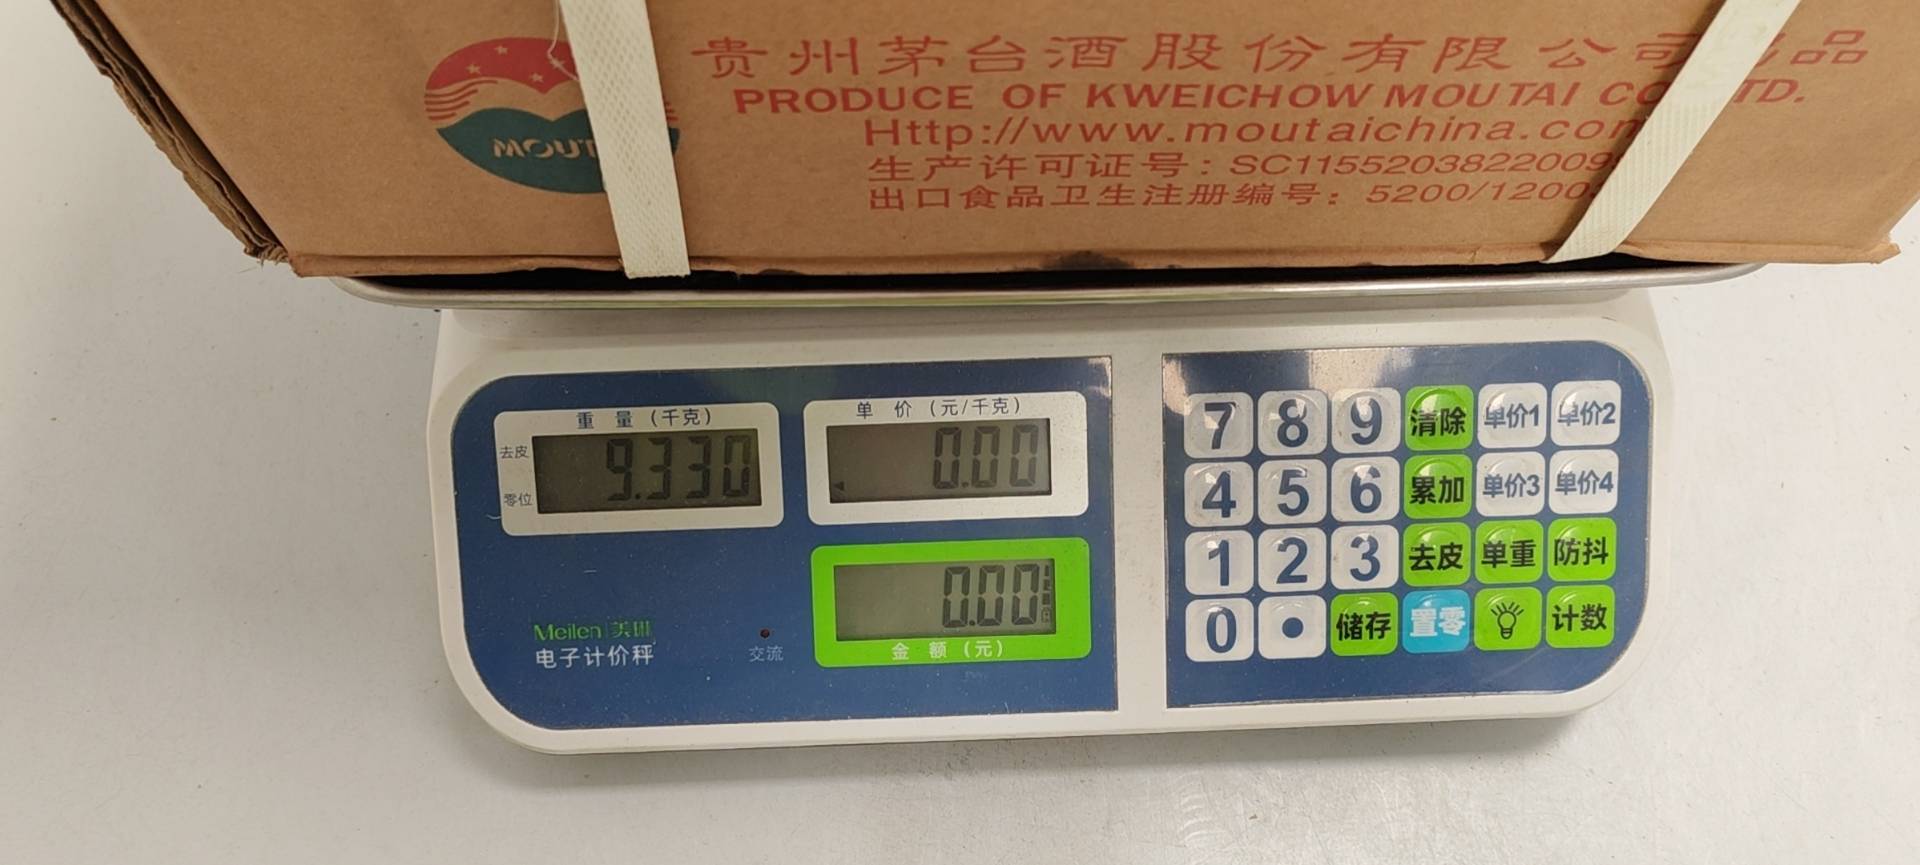 贵州茅台酒股份有限公司出品
PRODUCE OF KWEICHOW MOUTAI CO LTD.
MOUT
Http://www.moutaichina.com
生产许可证号：SC1155203822009
出口食品卫生注册编号：5200/1200
重 量 (千克)
去皮
9.330
零位
单 价 (元/千克)
0.00
0.00
金 额 (元)
Meilen 美琳
电子计价秤
交流
7 8 9 清除 单价1 单价2
4 5 6 累加 单价3 单价4
1 2 3 去皮 单重 防抖
0 • 储存 置零 计数